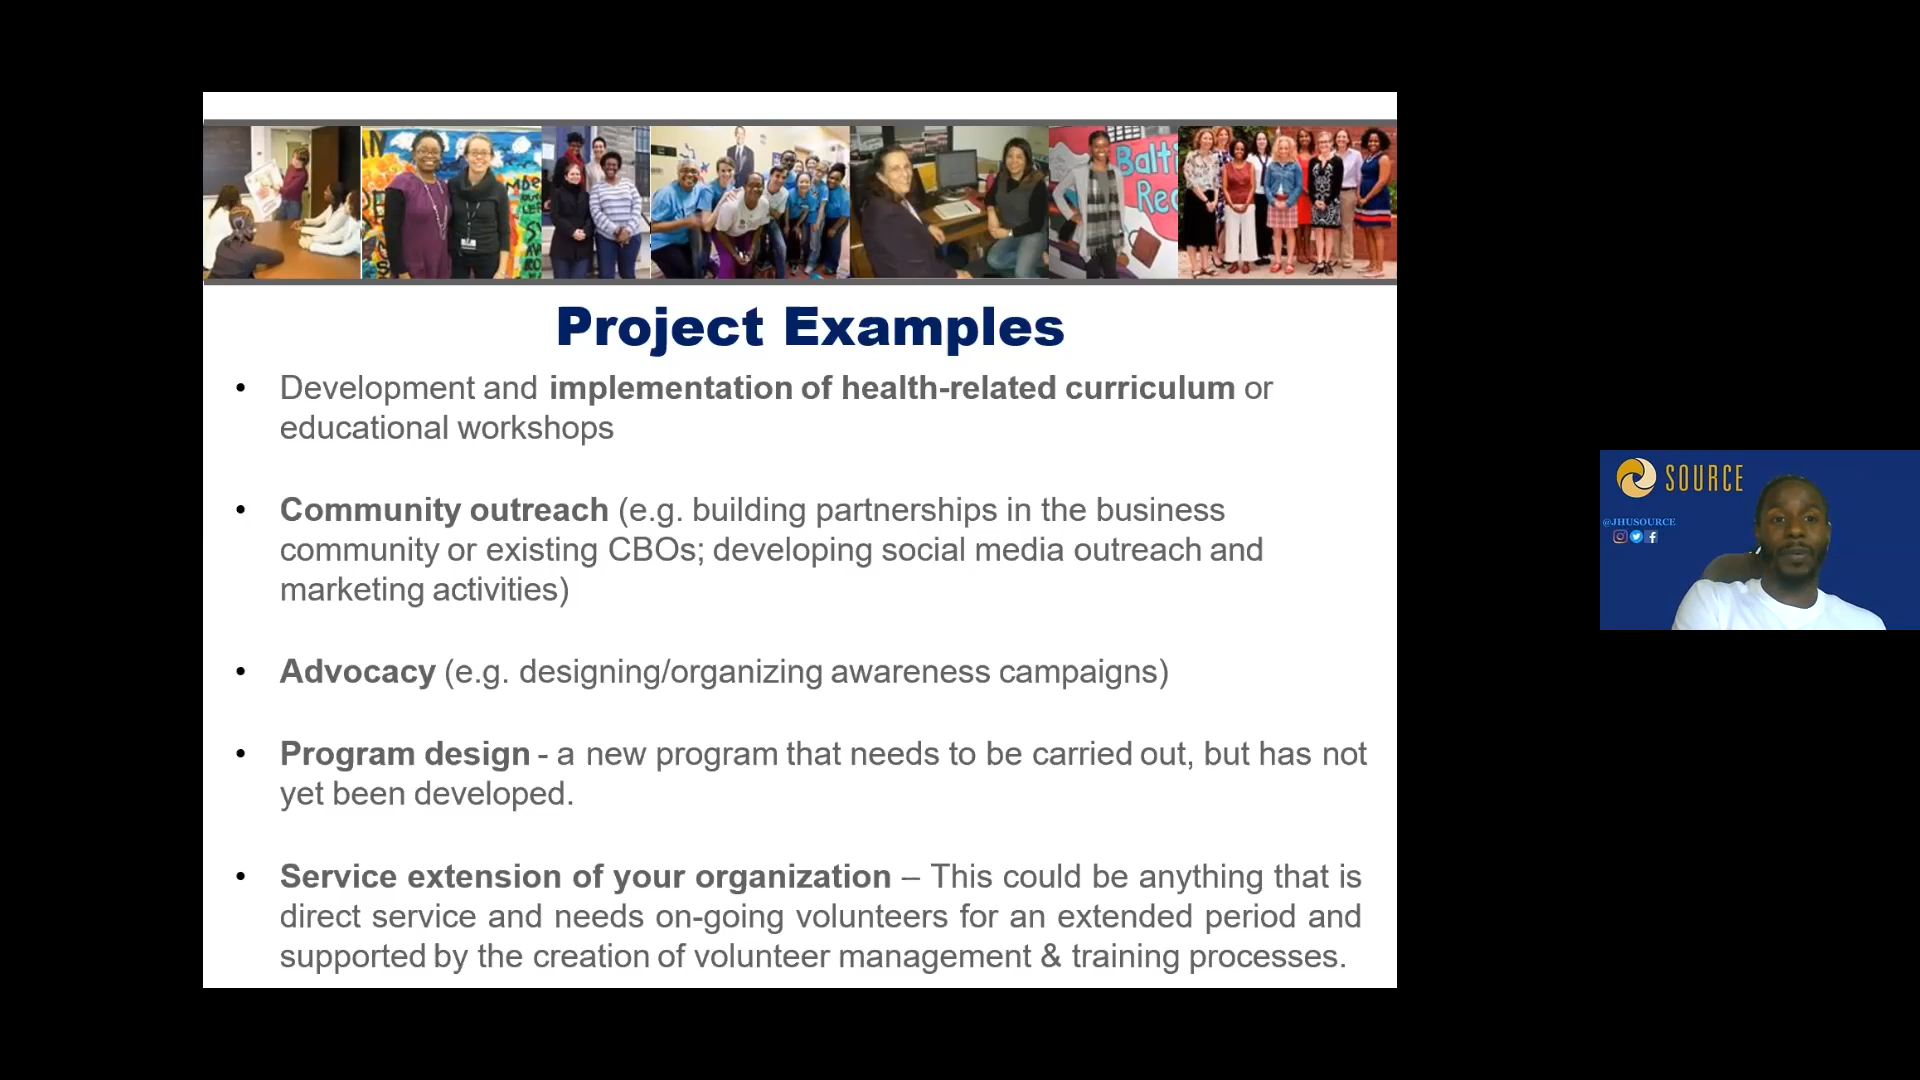 Balti
Rec
Project Examples
• Development and implementation of health-related curriculum or
educational workshops
• Community outreach (e.g. building partnerships in the business
community or existing CBOs; developing social media outreach and
marketing activities)
• Advocacy (e.g. designing/organizing awareness campaigns)
• Program design - a new program that needs to be carried out, but has not
yet been developed.
• Service extension of your organization – This could be anything that is
direct service and needs on-going volunteers for an extended period and
supported by the creation of volunteer management & training processes.
SOURCE
@JHUSOURCE